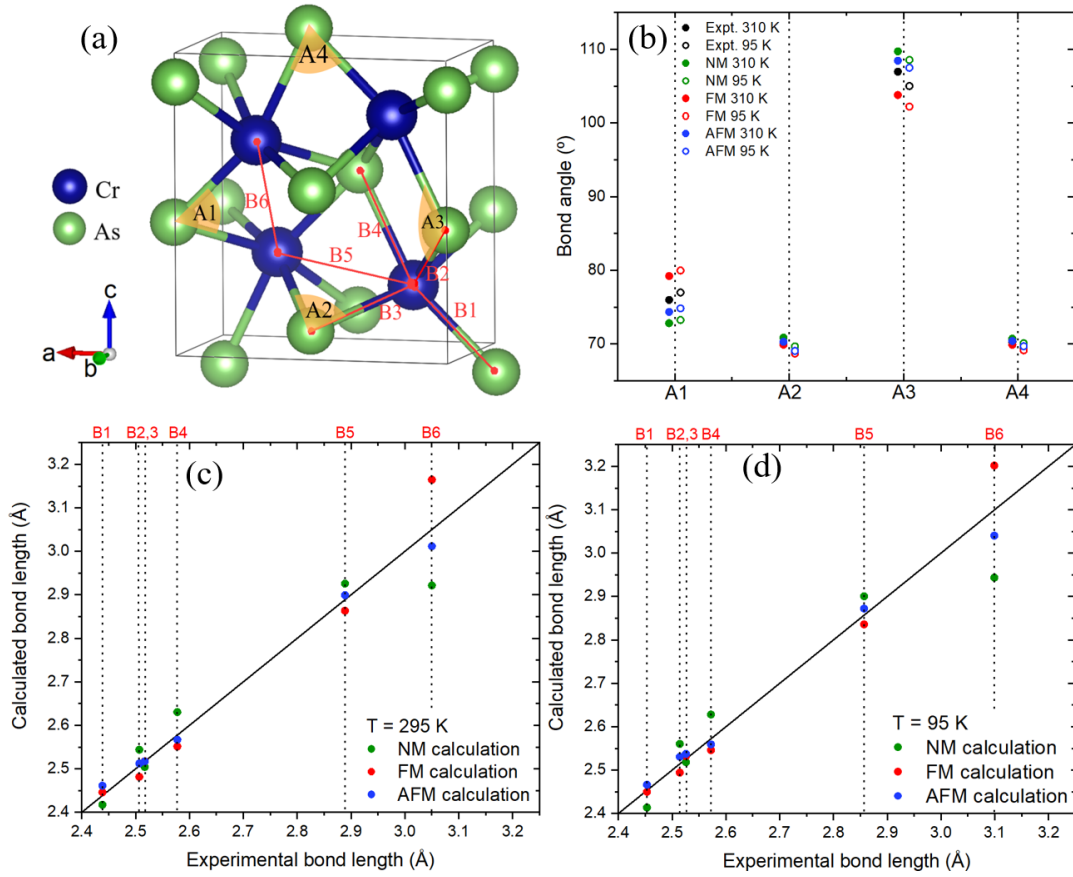 (a)
A4
Cr
As
A1
B6
B5
B4
A3
B2
A2
B3
B1
c
a
b
(b)
Bond angle (º)
110
100
90
80
70
Expt. 310 K
Expt. 95 K
NM 310 K
NM 95 K
FM 310 K
FM 95 K
AFM 310 K
AFM 95 K
A1 A2 A3 A4
B1 B2,3 B4 B5 B6
(c)
Calculated bond length (Å)
3.2
3.1
3.0
2.9
2.8
2.7
2.6
2.5
2.4
T = 295 K
NM calculation
FM calculation
AFM calculation
2.4 2.5 2.6 2.7 2.8 2.9 3.0 3.1 3.2
Experimental bond length (Å)
B1 B2,3 B4 B5 B6
(d)
Calculated bond length (Å)
3.2
3.1
3.0
2.9
2.8
2.7
2.6
2.5
2.4
T = 95 K
NM calculation
FM calculation
AFM calculation
2.4 2.5 2.6 2.7 2.8 2.9 3.0 3.1 3.2
Experimental bond length (Å)